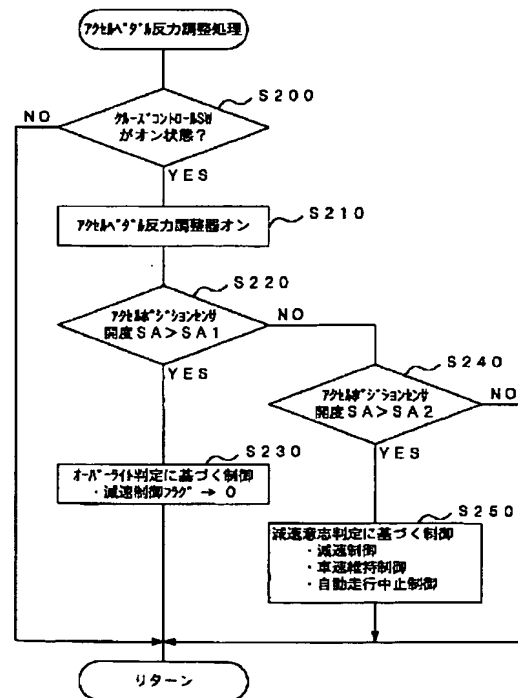 アクセルペダル反力調整処理
S200
NO
クルーズコントロールSW
がオン状態?
YES
S210
アクセルペダル反力調整器オン
S220
アクセルポジションセンサ
開度SA>SA1
NO
YES
S240
アクセルポジションセンサ
開度SA>SA2
NO
YES
S230
オーバーライト判定に基づく制御
・減速制御フラグ → 0
S250
減速意志判定に基づく制御
・減速制御
・車速維持制御
・自動走行中止制御
リターン